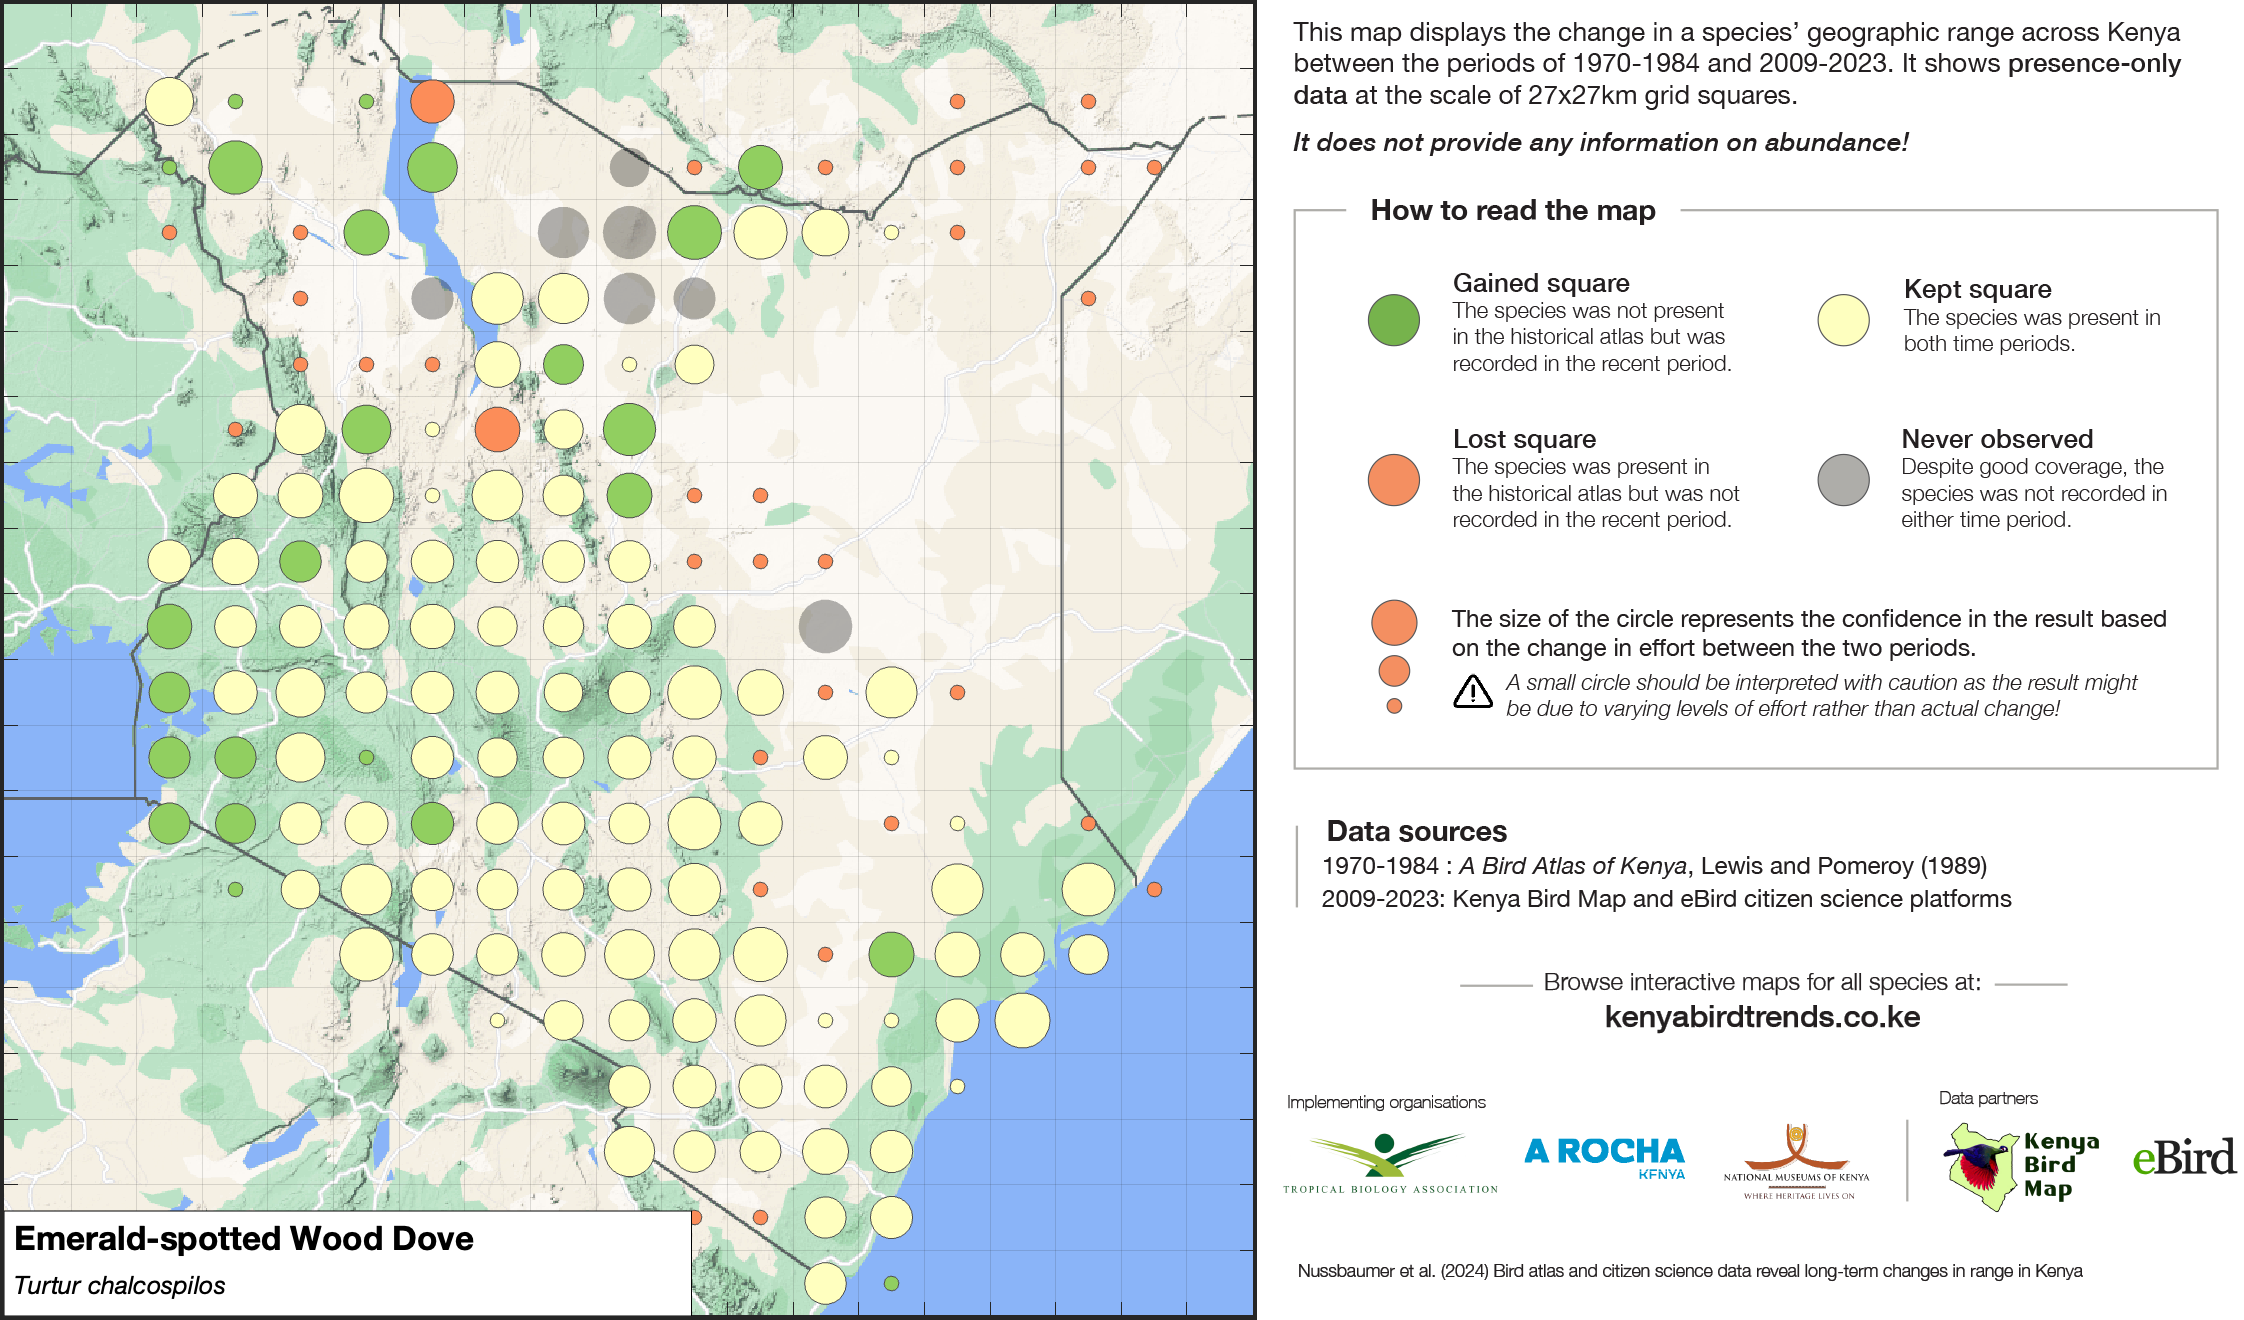 This map displays the change in a species’ geographic range across Kenya
between the periods of 1970-1984 and 2009-2023. It shows presence-only
data at the scale of 27x27km grid squares.
It does not provide any information on abundance!
How to read the map
Gained square
The species was not present
in the historical atlas but was
recorded in the recent period.
Kept square
The species was present in
both time periods.
Lost square
The species was present in
the historical atlas but was not
recorded in the recent period.
Never observed
Despite good coverage, the
species was not recorded in
either time period.
The size of the circle represents the confidence in the result based
on the change in effort between the two periods.
A small circle should be interpreted with caution as the result might
be due to varying levels of effort rather than actual change!
Data sources
1970-1984 : A Bird Atlas of Kenya, Lewis and Pomeroy (1989)
2009-2023: Kenya Bird Map and eBird citizen science platforms
Browse interactive maps for all species at:
kenyabirdtrends.co.ke
Implementing organisations
Data partners
TROPICAL BIOLOGY ASSOCIATION
A ROCHA
KENYA
NATIONAL MUSEUMS OF KENYA
WHERE HERITAGE LIVES ON
Kenya
Bird
Map
eBird
Nussbaumer et al. (2024) Bird atlas and citizen science data reveal long-term changes in range in Kenya
Emerald-spotted Wood Dove
Turtur chalcospilos